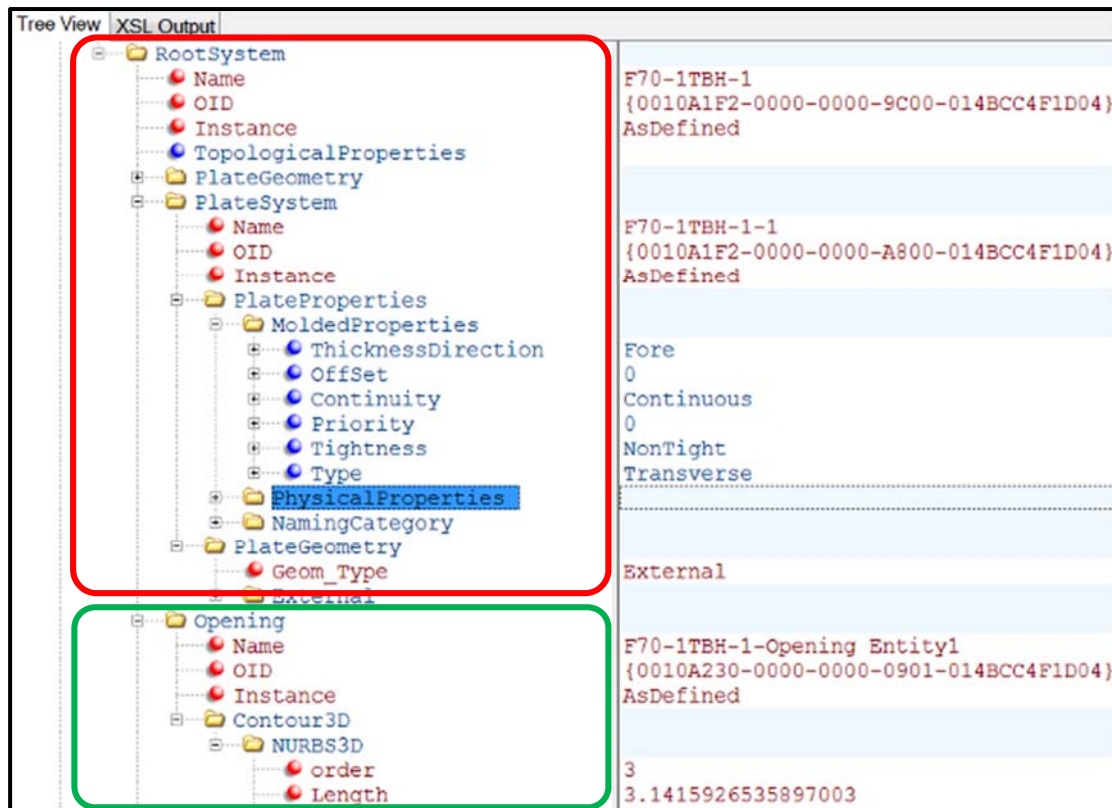 Tree View XSL Output
RootSystem
Name F70-1TBH-1
OID {0010A1F2-0000-0000-9C00-014BCC4F1D04}
Instance AsDefined
TopologicalProperties
PlateGeometry
PlateSystem
Name F70-1TBH-1-1
OID {0010A1F2-0000-0000-A800-014BCC4F1D04}
Instance AsDefined
PlateProperties
MoldedProperties
ThicknessDirection Fore
OffSet 0
Continuity Continuous
Priority 0
Tightness NonTight
Type Transverse
PhysicalProperties
NamingCategory
PlateGeometry
Geom_Type External
External
Opening
Name F70-1TBH-1-Opening Entity1
OID {0010A230-0000-0000-0901-014BCC4F1D04}
Instance AsDefined
Contour3D
NURBS3D
order 3
Length 3.1415926535897003